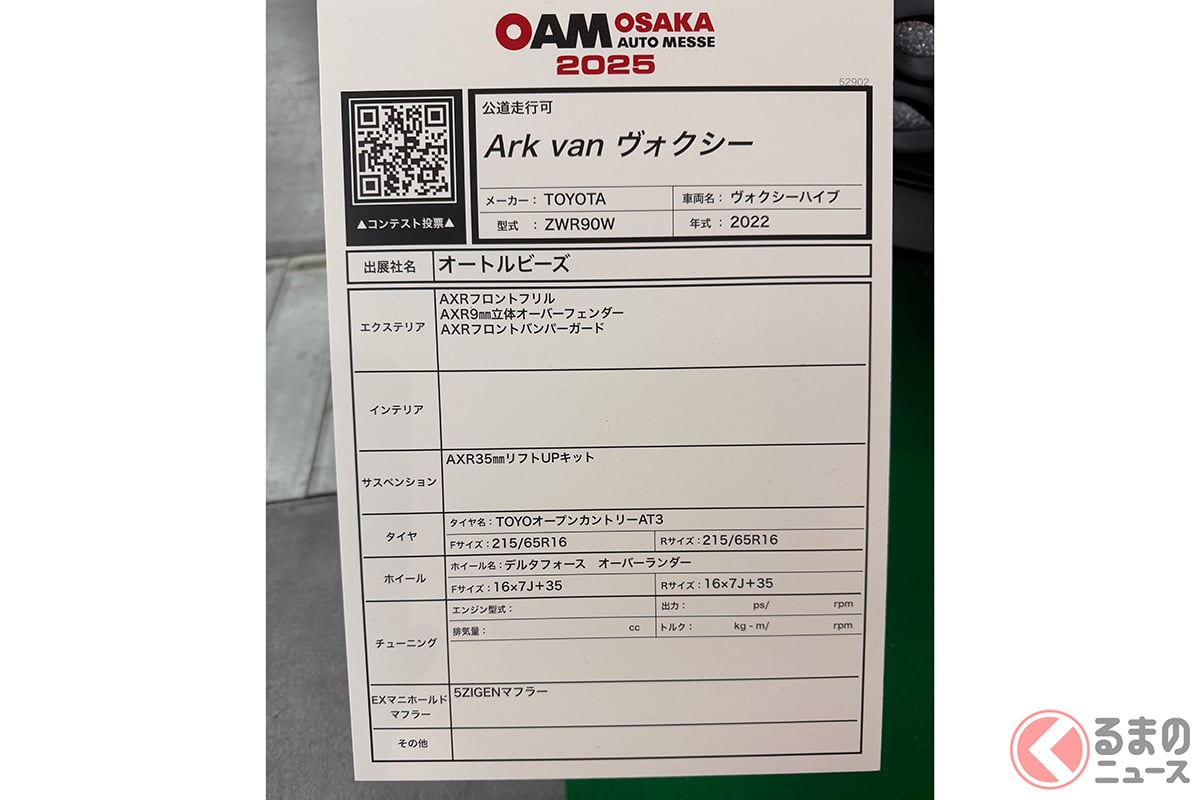 OAM OSAKA
AUTO MESSE
2025
52902
公道走行可
Ark van ヴォクシー
メーカー： TOYOTA
車両名： ヴォクシーハイブ
型式 ： ZWR90W
年式 ： 2022
▲コンテスト投票▲
出展社名 オートルビーズ
エクステリア
AXRフロントフリル
AXR9㎜立体オーバーフェンダー
AXRフロントバンパーガード
インテリア
サスペンション
AXR35㎜リフトUPキット
タイヤ
タイヤ名：TOYOオープンカントリーAT3
Fサイズ：215/65R16
Rサイズ：215/65R16
ホイール
ホイール名：デルタフォース　オーバーランダー
Fサイズ：16×7J＋35
Rサイズ：16×7J＋35
チューニング
エンジン型式：
出力： ps/ rpm
排気量： cc
トルク： kg - m/ rpm
EXマニホールド
マフラー
5ZIGENマフラー
その他
くるまの
ニュース